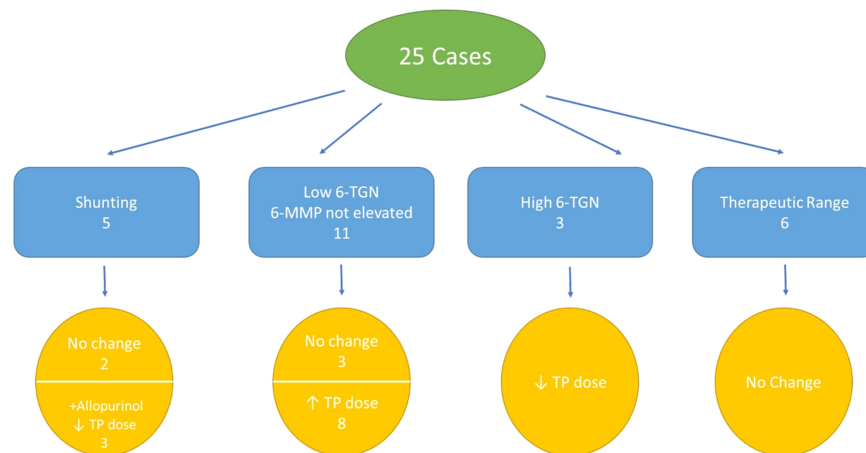 25 Cases
Shunting
5
Low 6-TGN
6-MMP not elevated
11
High 6-TGN
3
Therapeutic Range
6
No change
2
+Allopurinol
↓ TP dose
3
No change
3
↑ TP dose
8
↓ TP dose
No Change